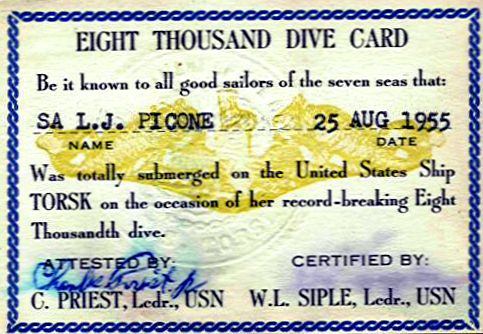 EIGHT THOUSAND DIVE CARD
Be it known to all good sailors of the seven seas that:
SA L.J. PICONE 25 AUG 1955
NAME DATE
Was totally submerged on the United States Ship
TORSK on the occasion of her record-breaking Eight
Thousandth dive.
ATTESTED BY: CERTIFIED BY:
C. PRIEST, Lcdr., USN W.L. SIPLE, Lcdr., USN